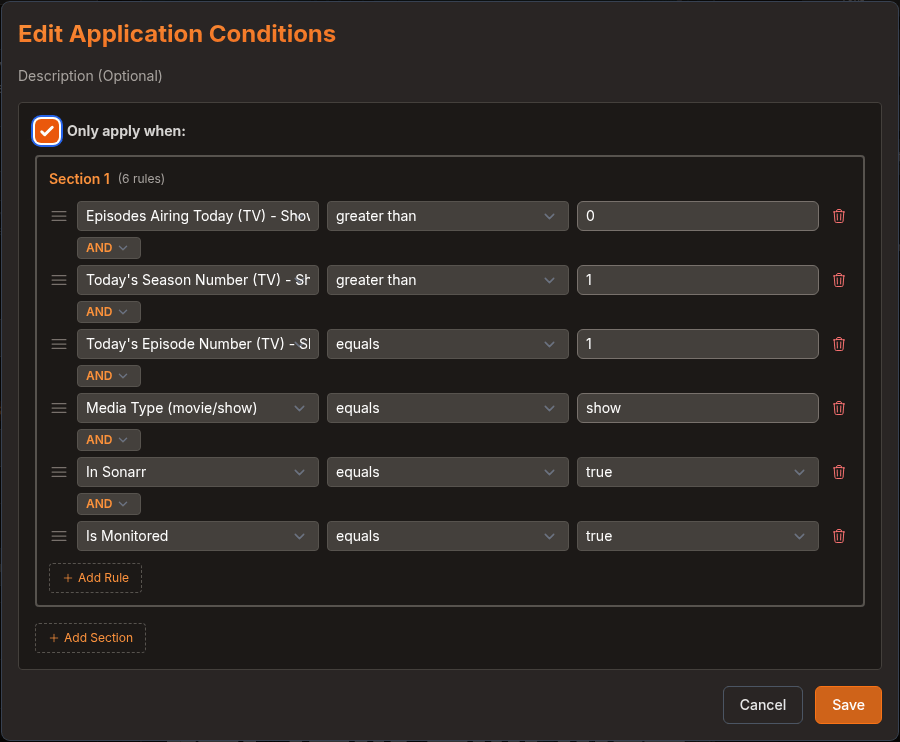 Edit Application Conditions
Description (Optional)
Only apply when:
Section 1 (6 rules)
Episodes Airing Today (TV) - Show greater than 0
AND
Today's Season Number (TV) - Sh greater than 1
AND
Today's Episode Number (TV) - Sh equals 1
AND
Media Type (movie/show) equals show
AND
In Sonarr equals true
AND
Is Monitored equals true
+ Add Rule
+ Add Section
Cancel Save